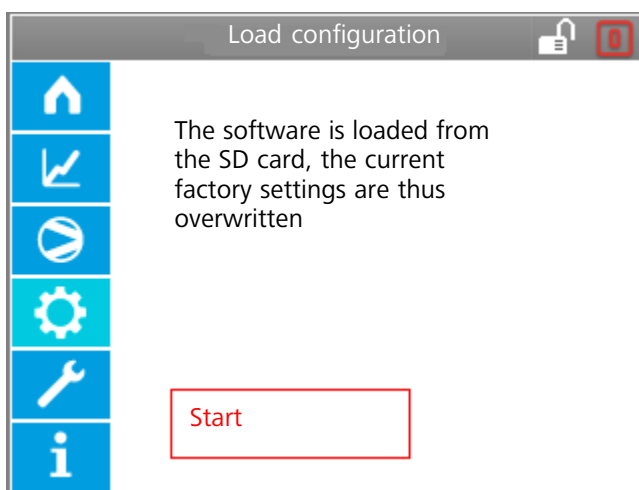 Load configuration
0
The software is loaded from
the SD card, the current
factory settings are thus
overwritten
Start